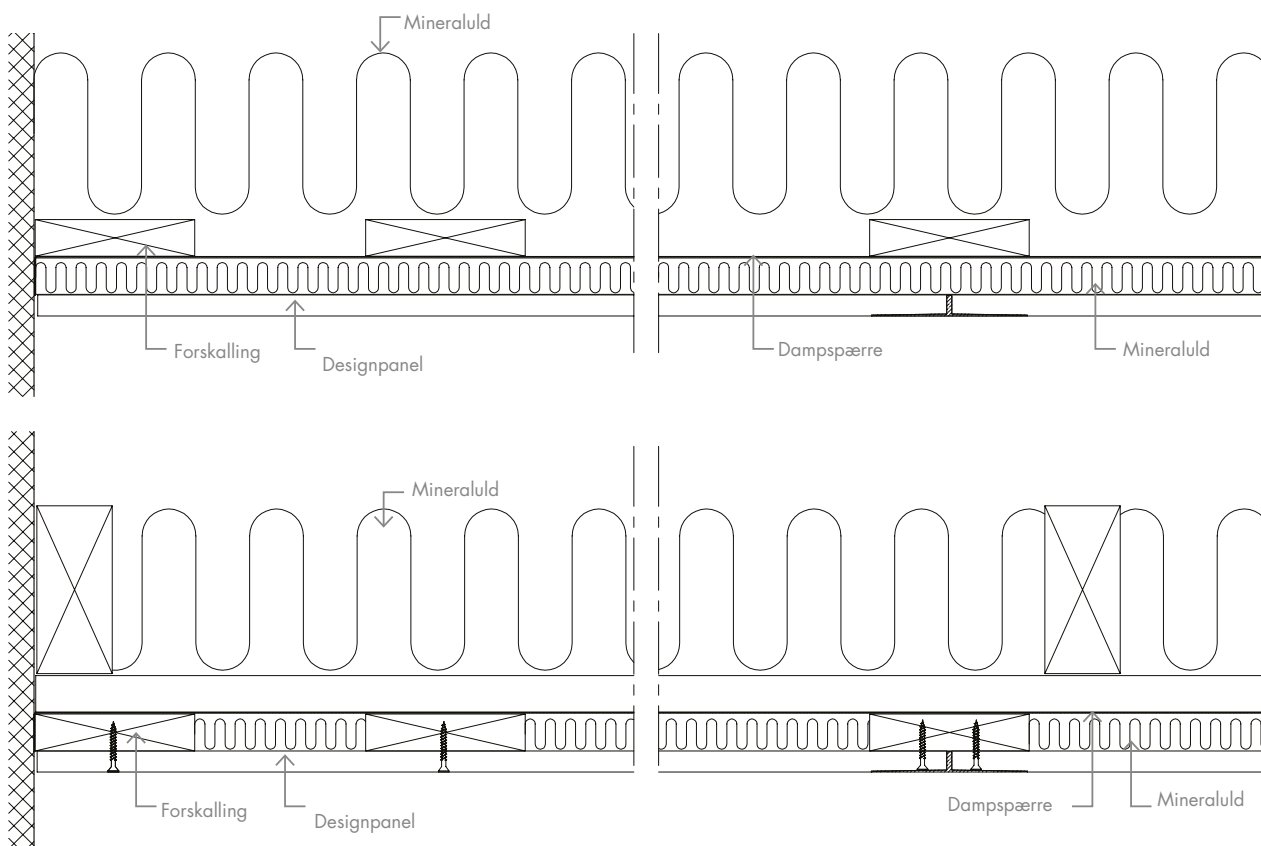 Mineraluld
Forskalling
Designpanel
Dampspærre
Mineraluld
Mineraluld
Forskalling
Designpanel
Dampspærre
Mineraluld